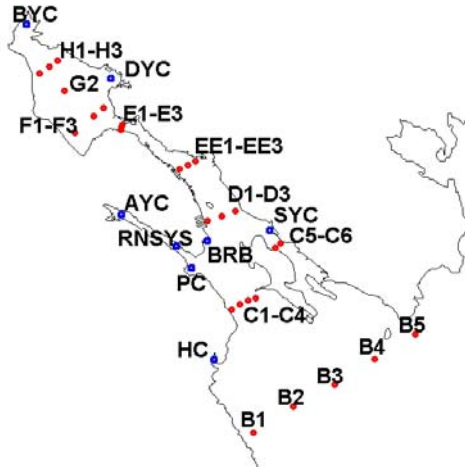 BYC
H1-H3
DYC
G2
E1-E3
F1-F3
EE1-EE3
D1-D3
AYC
SYC
RNSYS
C5-C6
BRB
PC
C1-C4
B5
HC
B4
B3
B2
B1